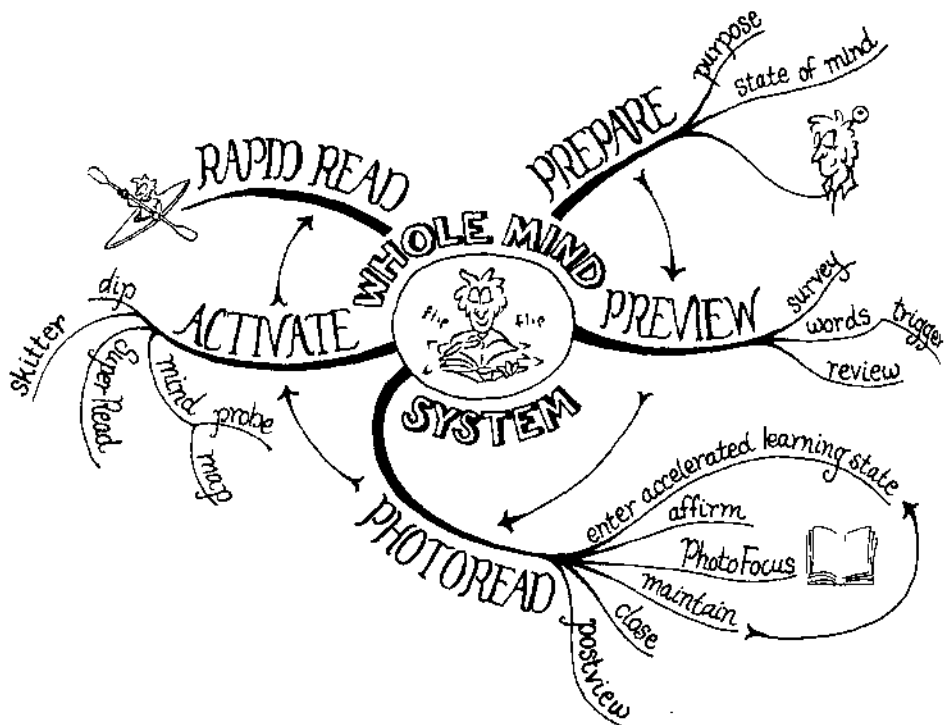 WHOLE MIND
SYSTEM
flip flip
PREPARE
purpose
state of mind
PREVIEW
survey
words
trigger
review
PHOTOREAD
enter accelerated learning state
affirm
PhotoFocus
maintain
close
postview
ACTIVATE
dip
skitter
Super-Read
mind
probe
map
RAPID READ